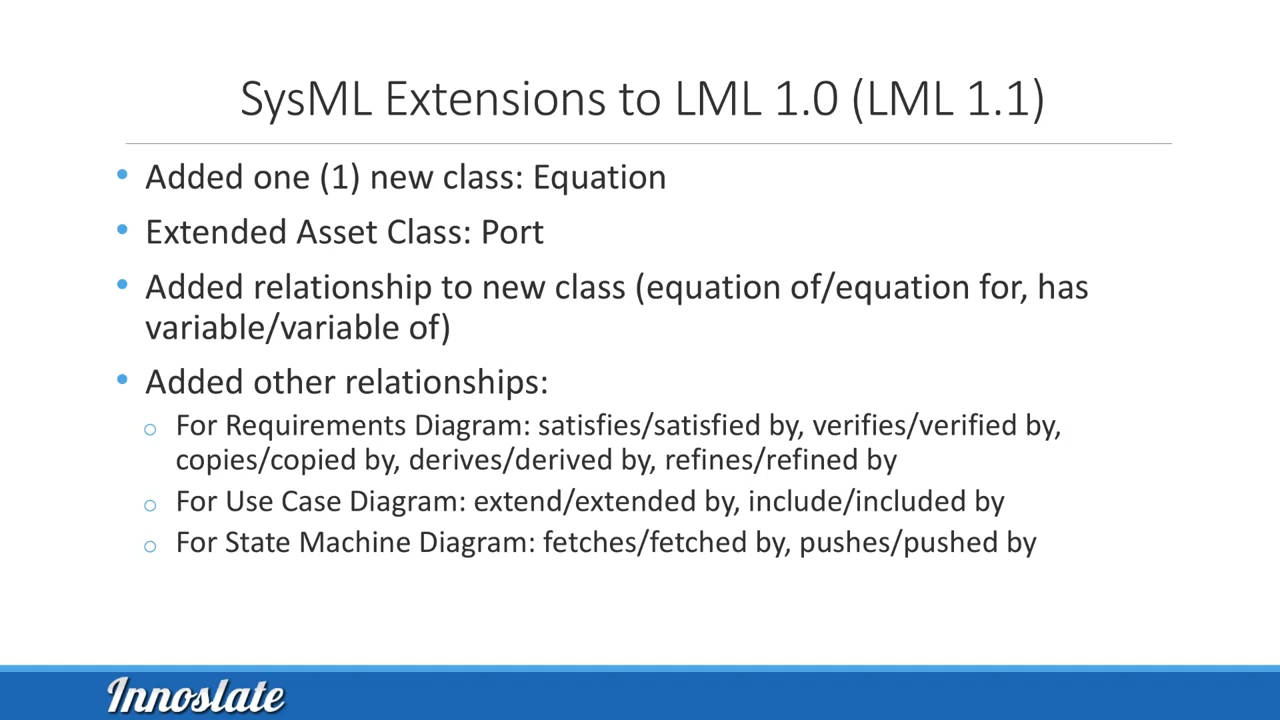 SysML Extensions to LML 1.0 (LML 1.1)
• Added one (1) new class: Equation
• Extended Asset Class: Port
• Added relationship to new class (equation of/equation for, has
variable/variable of)
• Added other relationships:
o For Requirements Diagram: satisfies/satisfied by, verifies/verified by,
copies/copied by, derives/derived by, refines/refined by
o For Use Case Diagram: extend/extended by, include/included by
o For State Machine Diagram: fetches/fetched by, pushes/pushed by
Innoslate